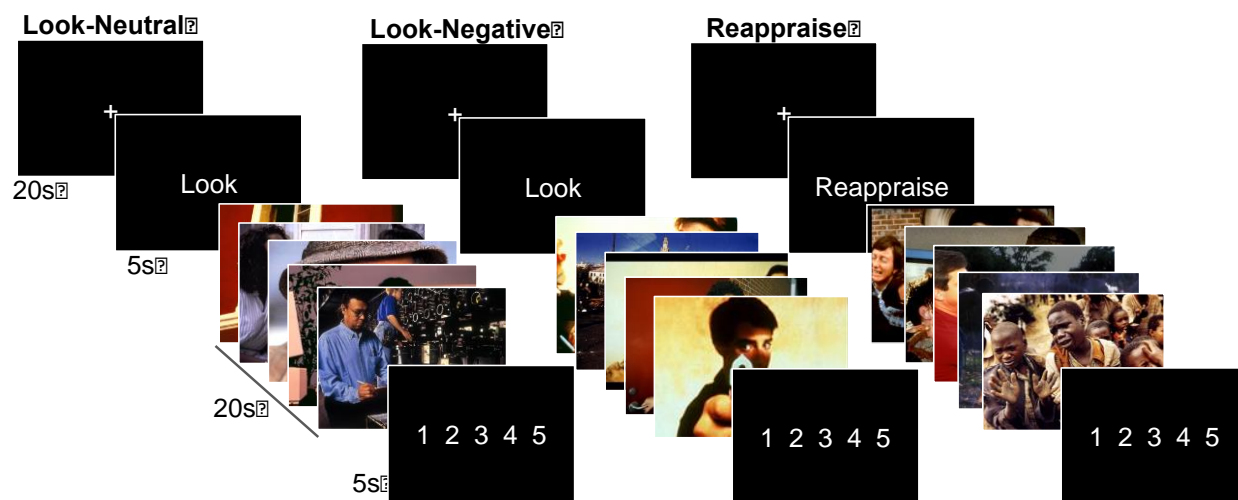 Look-Neutral⍰
Look-Negative⍰
Reappraise⍰
+
+
+
20s⍰
Look
Look
Reappraise
5s⍰
20s⍰
1 2 3 4 5
1 2 3 4 5
1 2 3 4 5
5s⍰